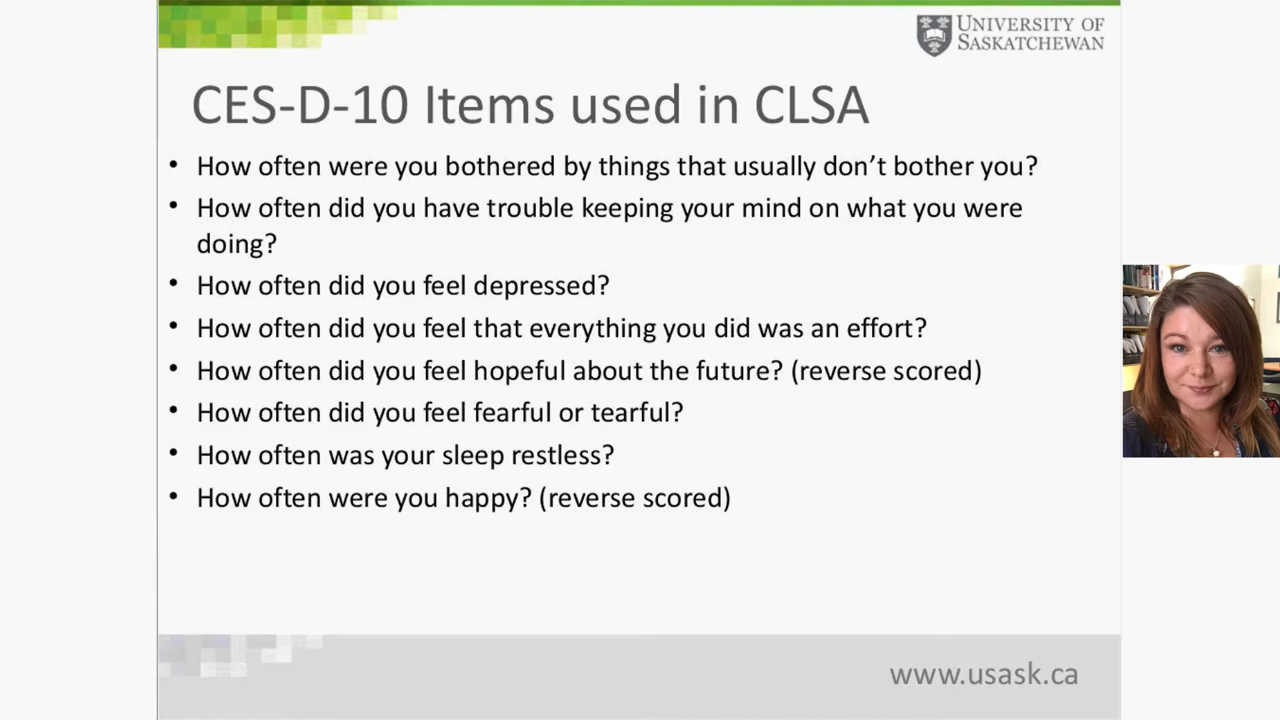 UNIVERSITY OF
SASKATCHEWAN
CES-D-10 Items used in CLSA
• How often were you bothered by things that usually don’t bother you?
• How often did you have trouble keeping your mind on what you were
doing?
• How often did you feel depressed?
• How often did you feel that everything you did was an effort?
• How often did you feel hopeful about the future? (reverse scored)
• How often did you feel fearful or tearful?
• How often was your sleep restless?
• How often were you happy? (reverse scored)
www.usask.ca